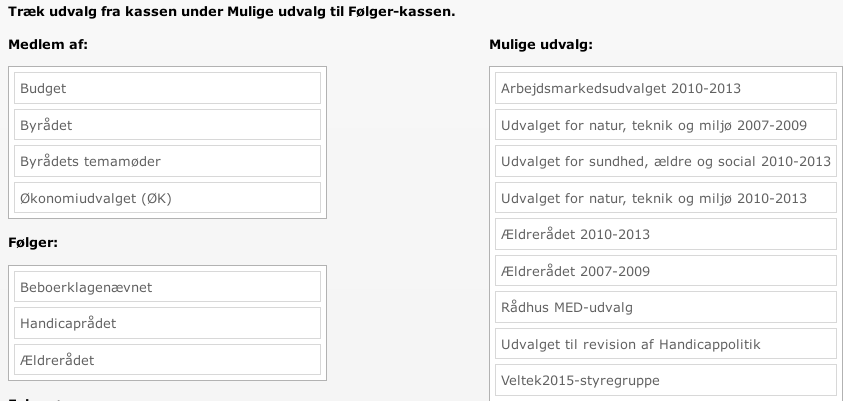 Træk udvalg fra kassen under Mulige udvalg til Følger-kassen.
Medlem af:
Budget
Byrådet
Byrådets temamøder
Økonomiudvalget (ØK)
Følger:
Beboerklagenævnet
Handicaprådet
Ældrerådet
Mulige udvalg:
Arbejdsmarkedsudvalget 2010-2013
Udvalget for natur, teknik og miljø 2007-2009
Udvalget for sundhed, ældre og social 2010-2013
Udvalget for natur, teknik og miljø 2010-2013
Ældrerådet 2010-2013
Ældrerådet 2007-2009
Rådhus MED-udvalg
Udvalget til revision af Handicappolitik
Veltek2015-styregruppe